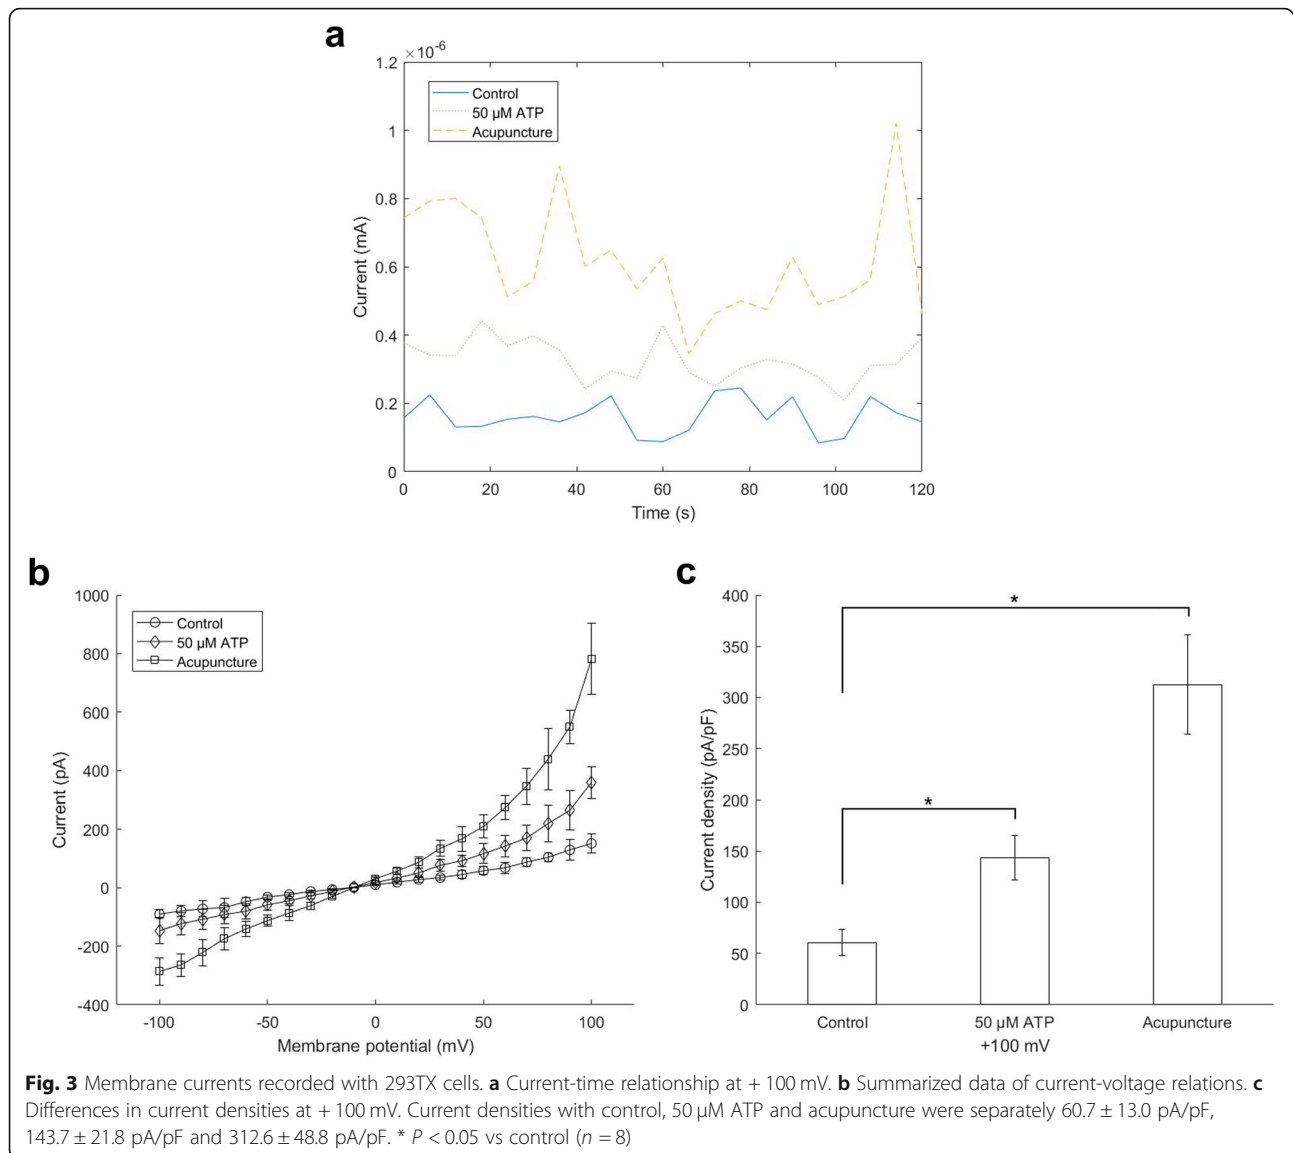 a
×10-6
1.2
1
0.8
0.6
0.4
0.2
0
Current (mA)
Control
50 μM ATP
Acupuncture
0 20 40 60 80 100 120
Time (s)
b
1000
800
600
400
200
0
-200
-400
Current (pA)
Control
50 μM ATP
Acupuncture
-100 -50 0 50 100
Membrane potential (mV)
c
400
350
300
250
200
150
100
50
0
Current density (pA/pF)
*
*
Control 50 μM ATP Acupuncture
+100 mV
Fig. 3 Membrane currents recorded with 293TX cells. a Current-time relationship at + 100 mV. b Summarized data of current-voltage relations. c
Differences in current densities at + 100 mV. Current densities with control, 50 μM ATP and acupuncture were separately 60.7 ± 13.0 pA/pF,
143.7 ± 21.8 pA/pF and 312.6 ± 48.8 pA/pF. * P < 0.05 vs control (n = 8)